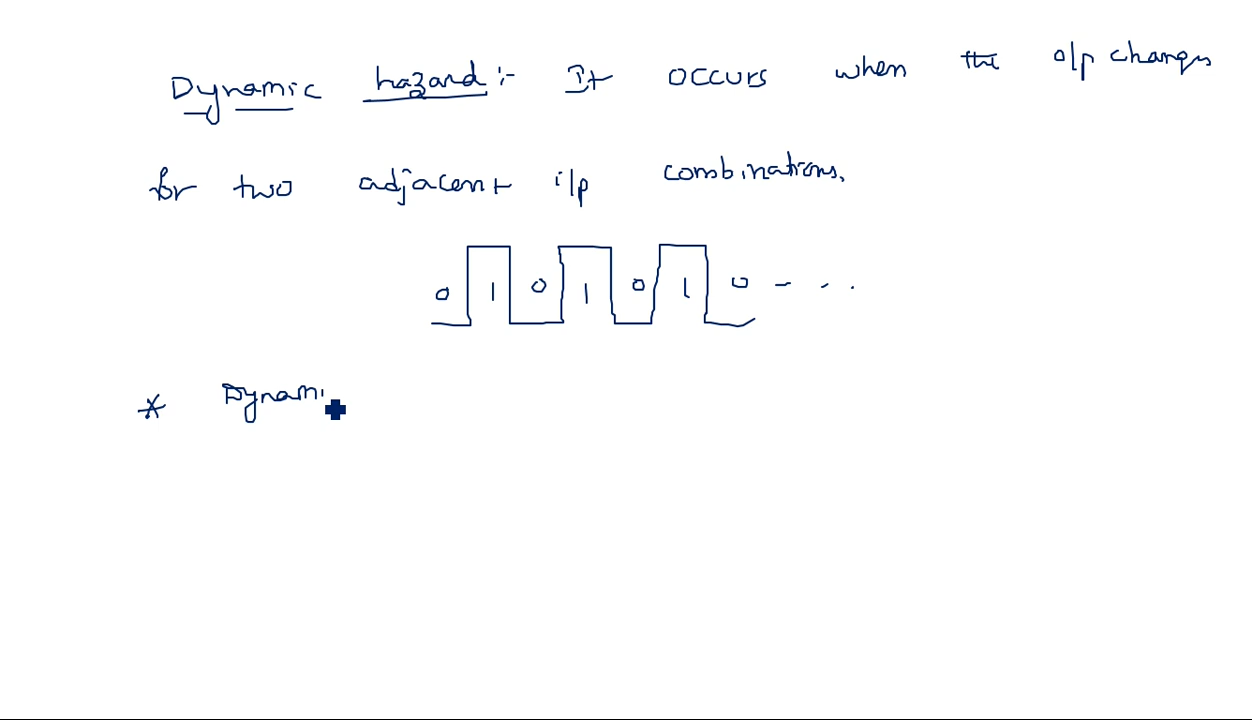 Dynamic hazard :- It occurs when the o/p changes
for two adjacent i/p combinations.
0 1 0 1 0 1 0 - - .
* Dynami